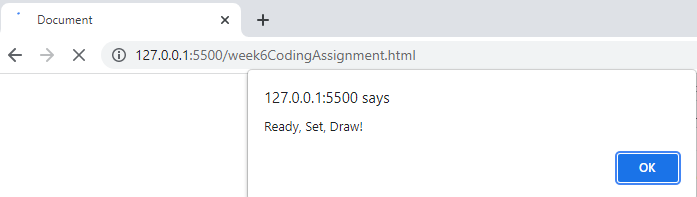 Document
127.0.0.1:5500/week6CodingAssignment.html
127.0.0.1:5500 says
Ready, Set, Draw!
OK